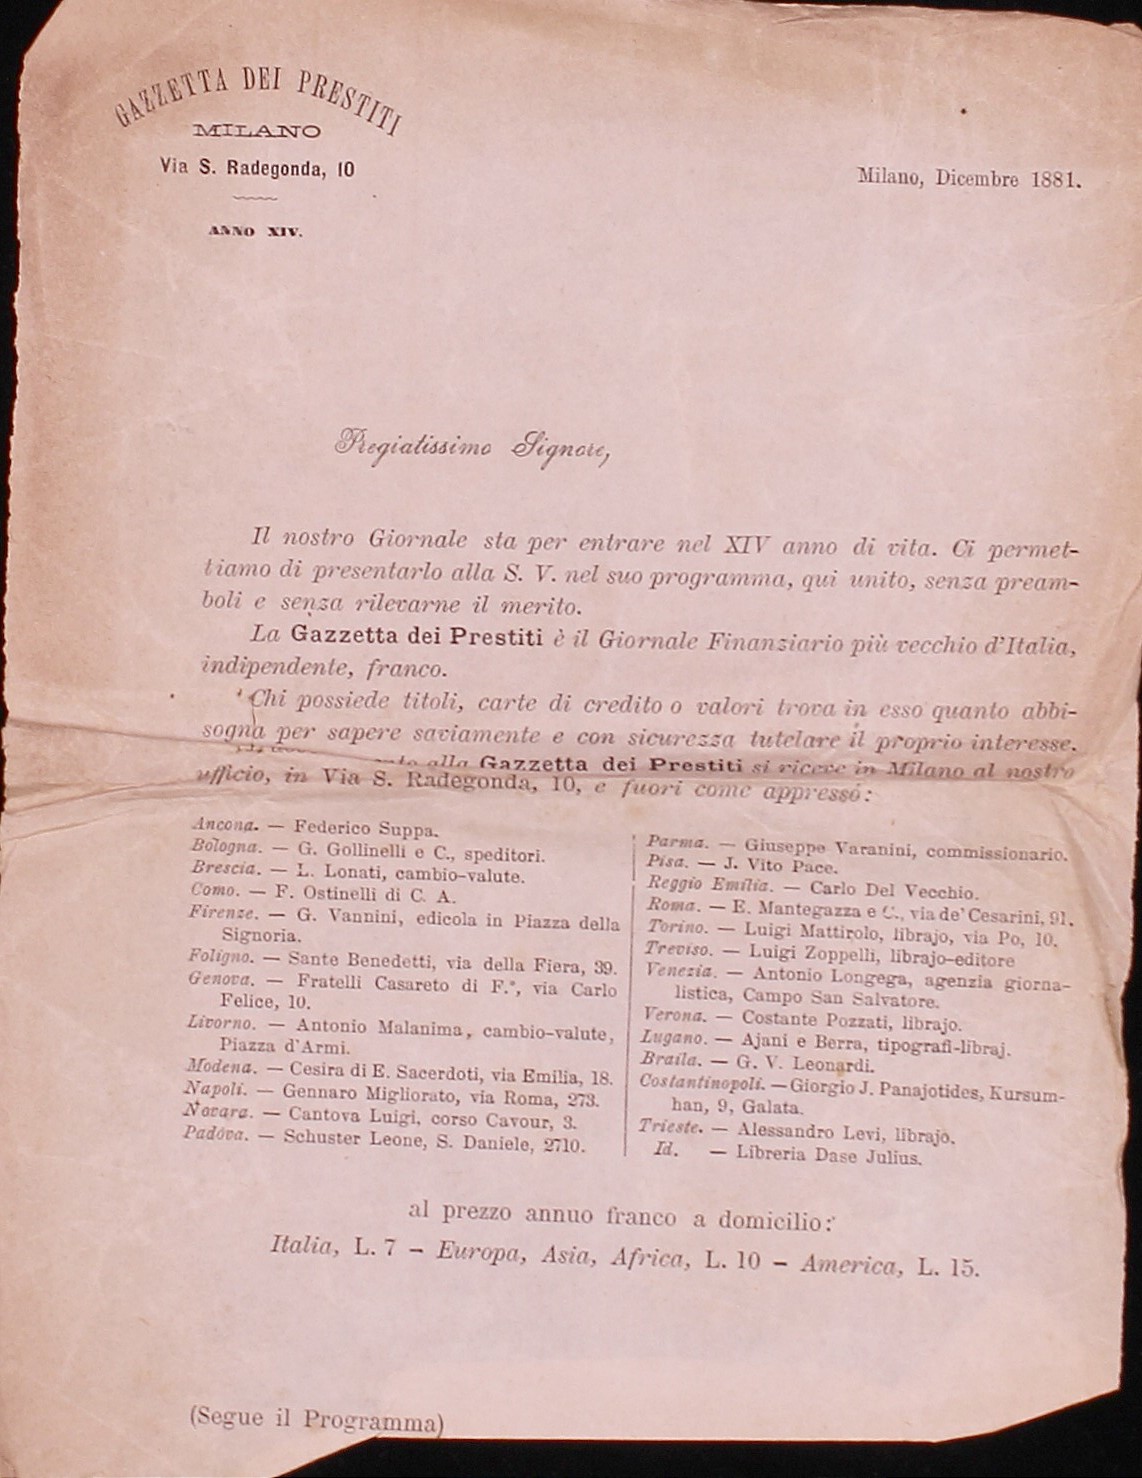 GAZZETTA DEI PRESTITI
MILANO
Via S. Radegonda, 10
ANNO XIV.
Milano, Dicembre 1881.
Pregiatissimo Signore,
Il nostro Giornale sta per entrare nel XIV anno di vita. Ci permet-
tiamo di presentarlo alla S. V. nel suo programma, qui unito, senza pream-
boli e senza rilevarne il merito.
La Gazzetta dei Prestiti è il Giornale Finanziario più vecchio d'Italia,
indipendente, franco.
Chi possiede titoli, carte di credito o valori trova in esso quanto abbi-
sogna per sapere saviamente e con sicurezza tutelare il proprio interesse.
alla Gazzetta dei Prestiti si riceve in Milano al nostro
ufficio, in Via S. Radegonda, 10, e fuori come appresso:
Ancona. — Federico Suppa.
Bologna. — G. Gollinelli e C., speditori.
Brescia. — L. Lonati, cambio-valute.
Como. — F. Ostinelli di C. A.
Firenze. — G. Vannini, edicola in Piazza della
Signoria.
Foligno. — Sante Benedetti, via della Fiera, 39.
Genova. — Fratelli Casareto di F.º, via Carlo
Felice, 10.
Livorno. — Antonio Malanima, cambio-valute,
Piazza d'Armi.
Modena. — Cesira di E. Sacerdoti, via Emilia, 18.
Napoli. — Gennaro Migliorato, via Roma, 273.
Novara. — Cantova Luigi, corso Cavour, 3.
Padova. — Schuster Leone, S. Daniele, 2710.
Parma. — Giuseppe Varanini, commissionario.
Pisa. — J. Vito Pace.
Reggio Emilia. — Carlo Del Vecchio.
Roma. — E. Mantegazza e C., via de' Cesarini, 91.
Torino. — Luigi Mattirolo, librajo, via Po, 10.
Treviso. — Luigi Zoppelli, librajo-editore
Venezia. — Antonio Longega, agenzia giorna-
listica, Campo San Salvatore.
Verona. — Costante Pozzati, librajo.
Lugano. — Ajani e Berra, tipografi-libraj.
Braila. — G. V. Leonardi.
Costantinopoli. — Giorgio J. Panajotides, Kursum-
han, 9, Galata.
Trieste. — Alessandro Levi, librajo.
Id. — Libreria Dase Julius.
al prezzo annuo franco a domicilio:
Italia, L. 7 – Europa, Asia, Africa, L. 10 – America, L. 15.
(Segue il Programma)